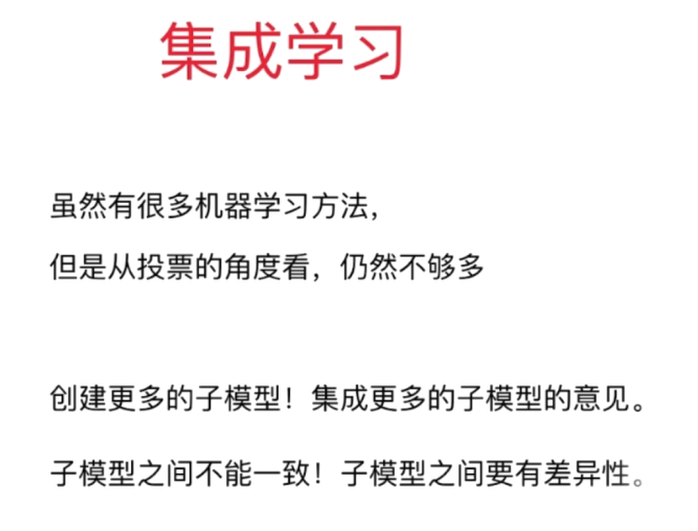 集成学习
虽然有很多机器学习方法，
但是从投票的角度看，仍然不够多
创建更多的子模型！集成更多的子模型的意见。
子模型之间不能一致！子模型之间要有差异性。